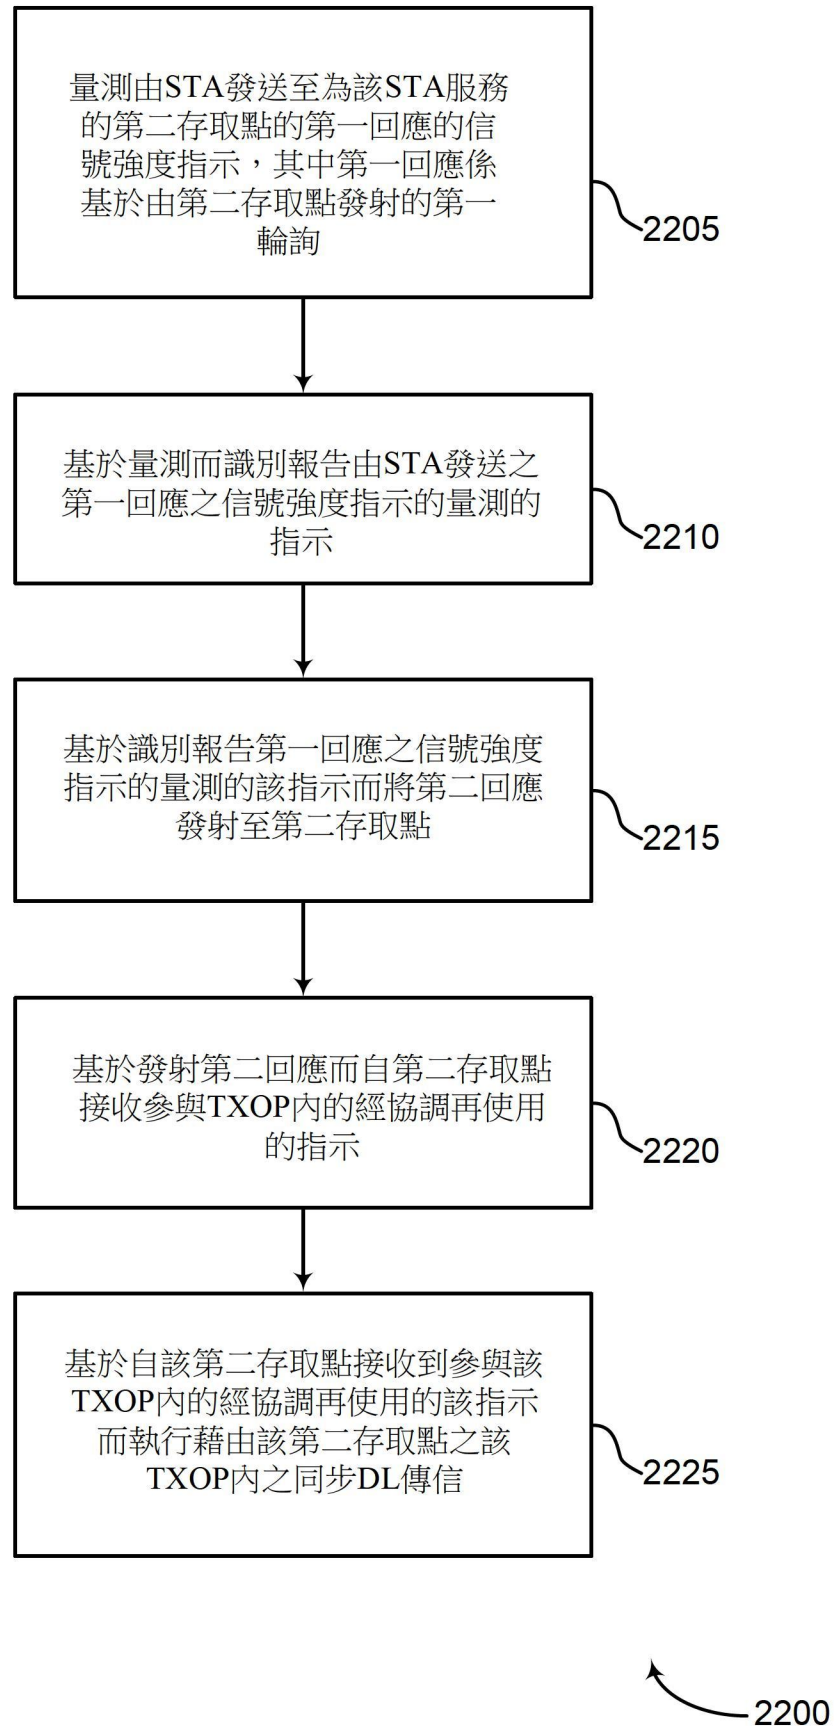 量測由STA發送至為該STA服務
的第二存取點的第一回應的信
號強度指示，其中第一回應係
基於由第二存取點發射的第一
輪詢
2205
基於量測而識別報告由STA發送之
第一回應之信號強度指示的量測的
指示
2210
基於識別報告第一回應之信號強度
指示的量測的該指示而將第二回應
發射至第二存取點
2215
基於發射第二回應而自第二存取點
接收參與TXOP內的經協調再使用
的指示
2220
基於自該第二存取點接收到參與該
TXOP內的經協調再使用的該指示
而執行藉由該第二存取點之該
TXOP內之同步DL傳信
2225
2200